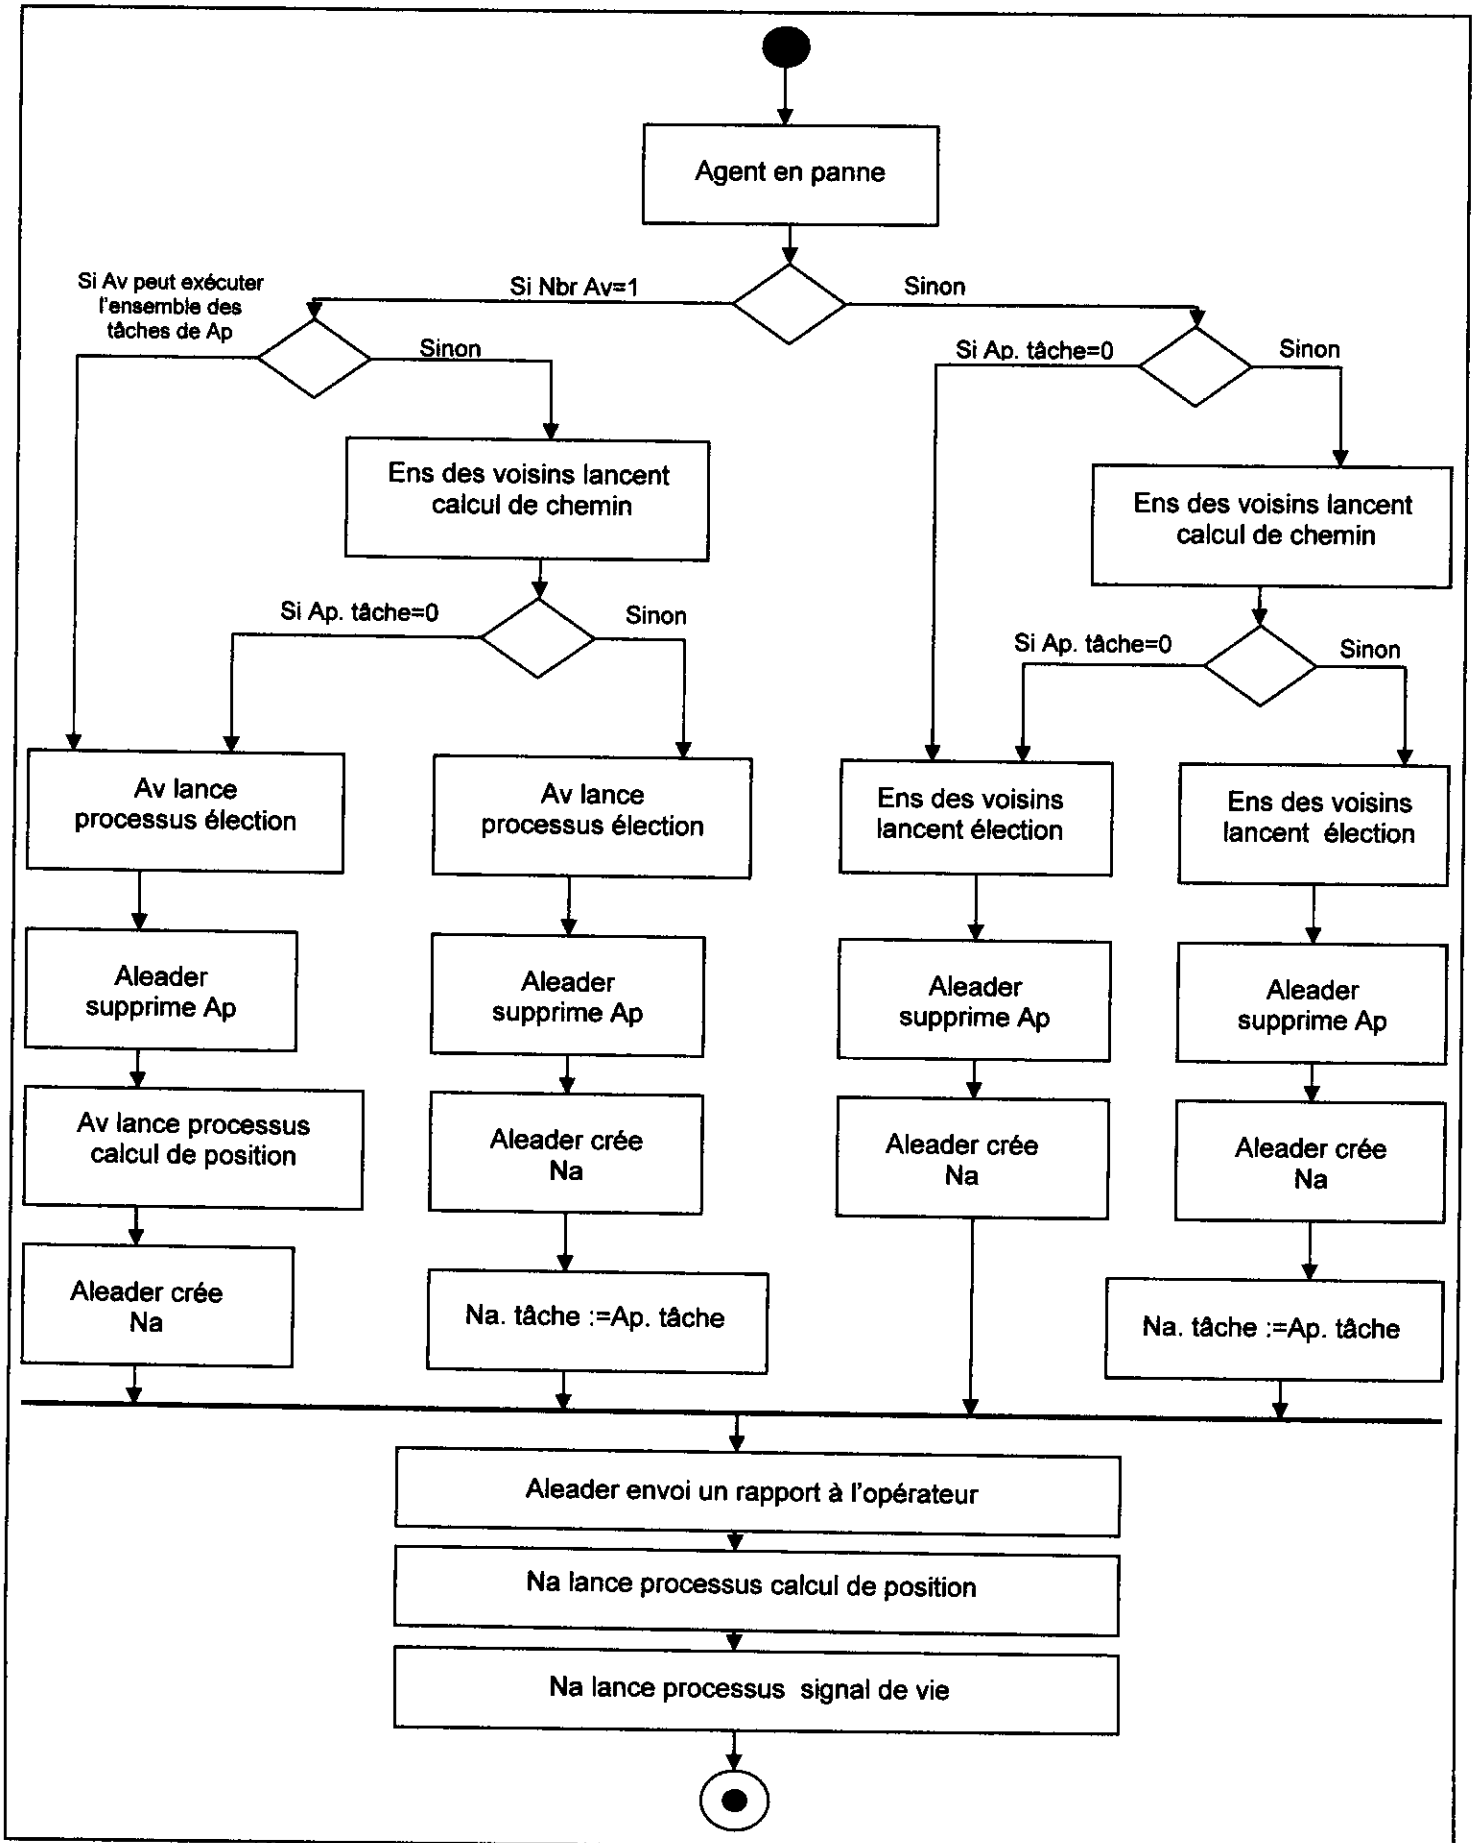 Agent en panne
Si Av peut exécuter
l'ensemble des
tâches de Ap
Si Nbr Av=1
Sinon
Sinon
Si Ap. tâche=0
Sinon
Ens des voisins lancent
calcul de chemin
Ens des voisins lancent
calcul de chemin
Si Ap. tâche=0
Sinon
Si Ap. tâche=0
Sinon
Av lance
processus élection
Av lance
processus élection
Ens des voisins
lancent élection
Ens des voisins
lancent élection
Aleader
supprime Ap
Aleader
supprime Ap
Aleader
supprime Ap
Aleader
supprime Ap
Av lance processus
calcul de position
Aleader crée
Na
Aleader crée
Na
Aleader crée
Na
Aleader crée
Na
Na. tâche :=Ap. tâche
Na. tâche :=Ap. tâche
Aleader envoi un rapport à l'opérateur
Na lance processus calcul de position
Na lance processus signal de vie